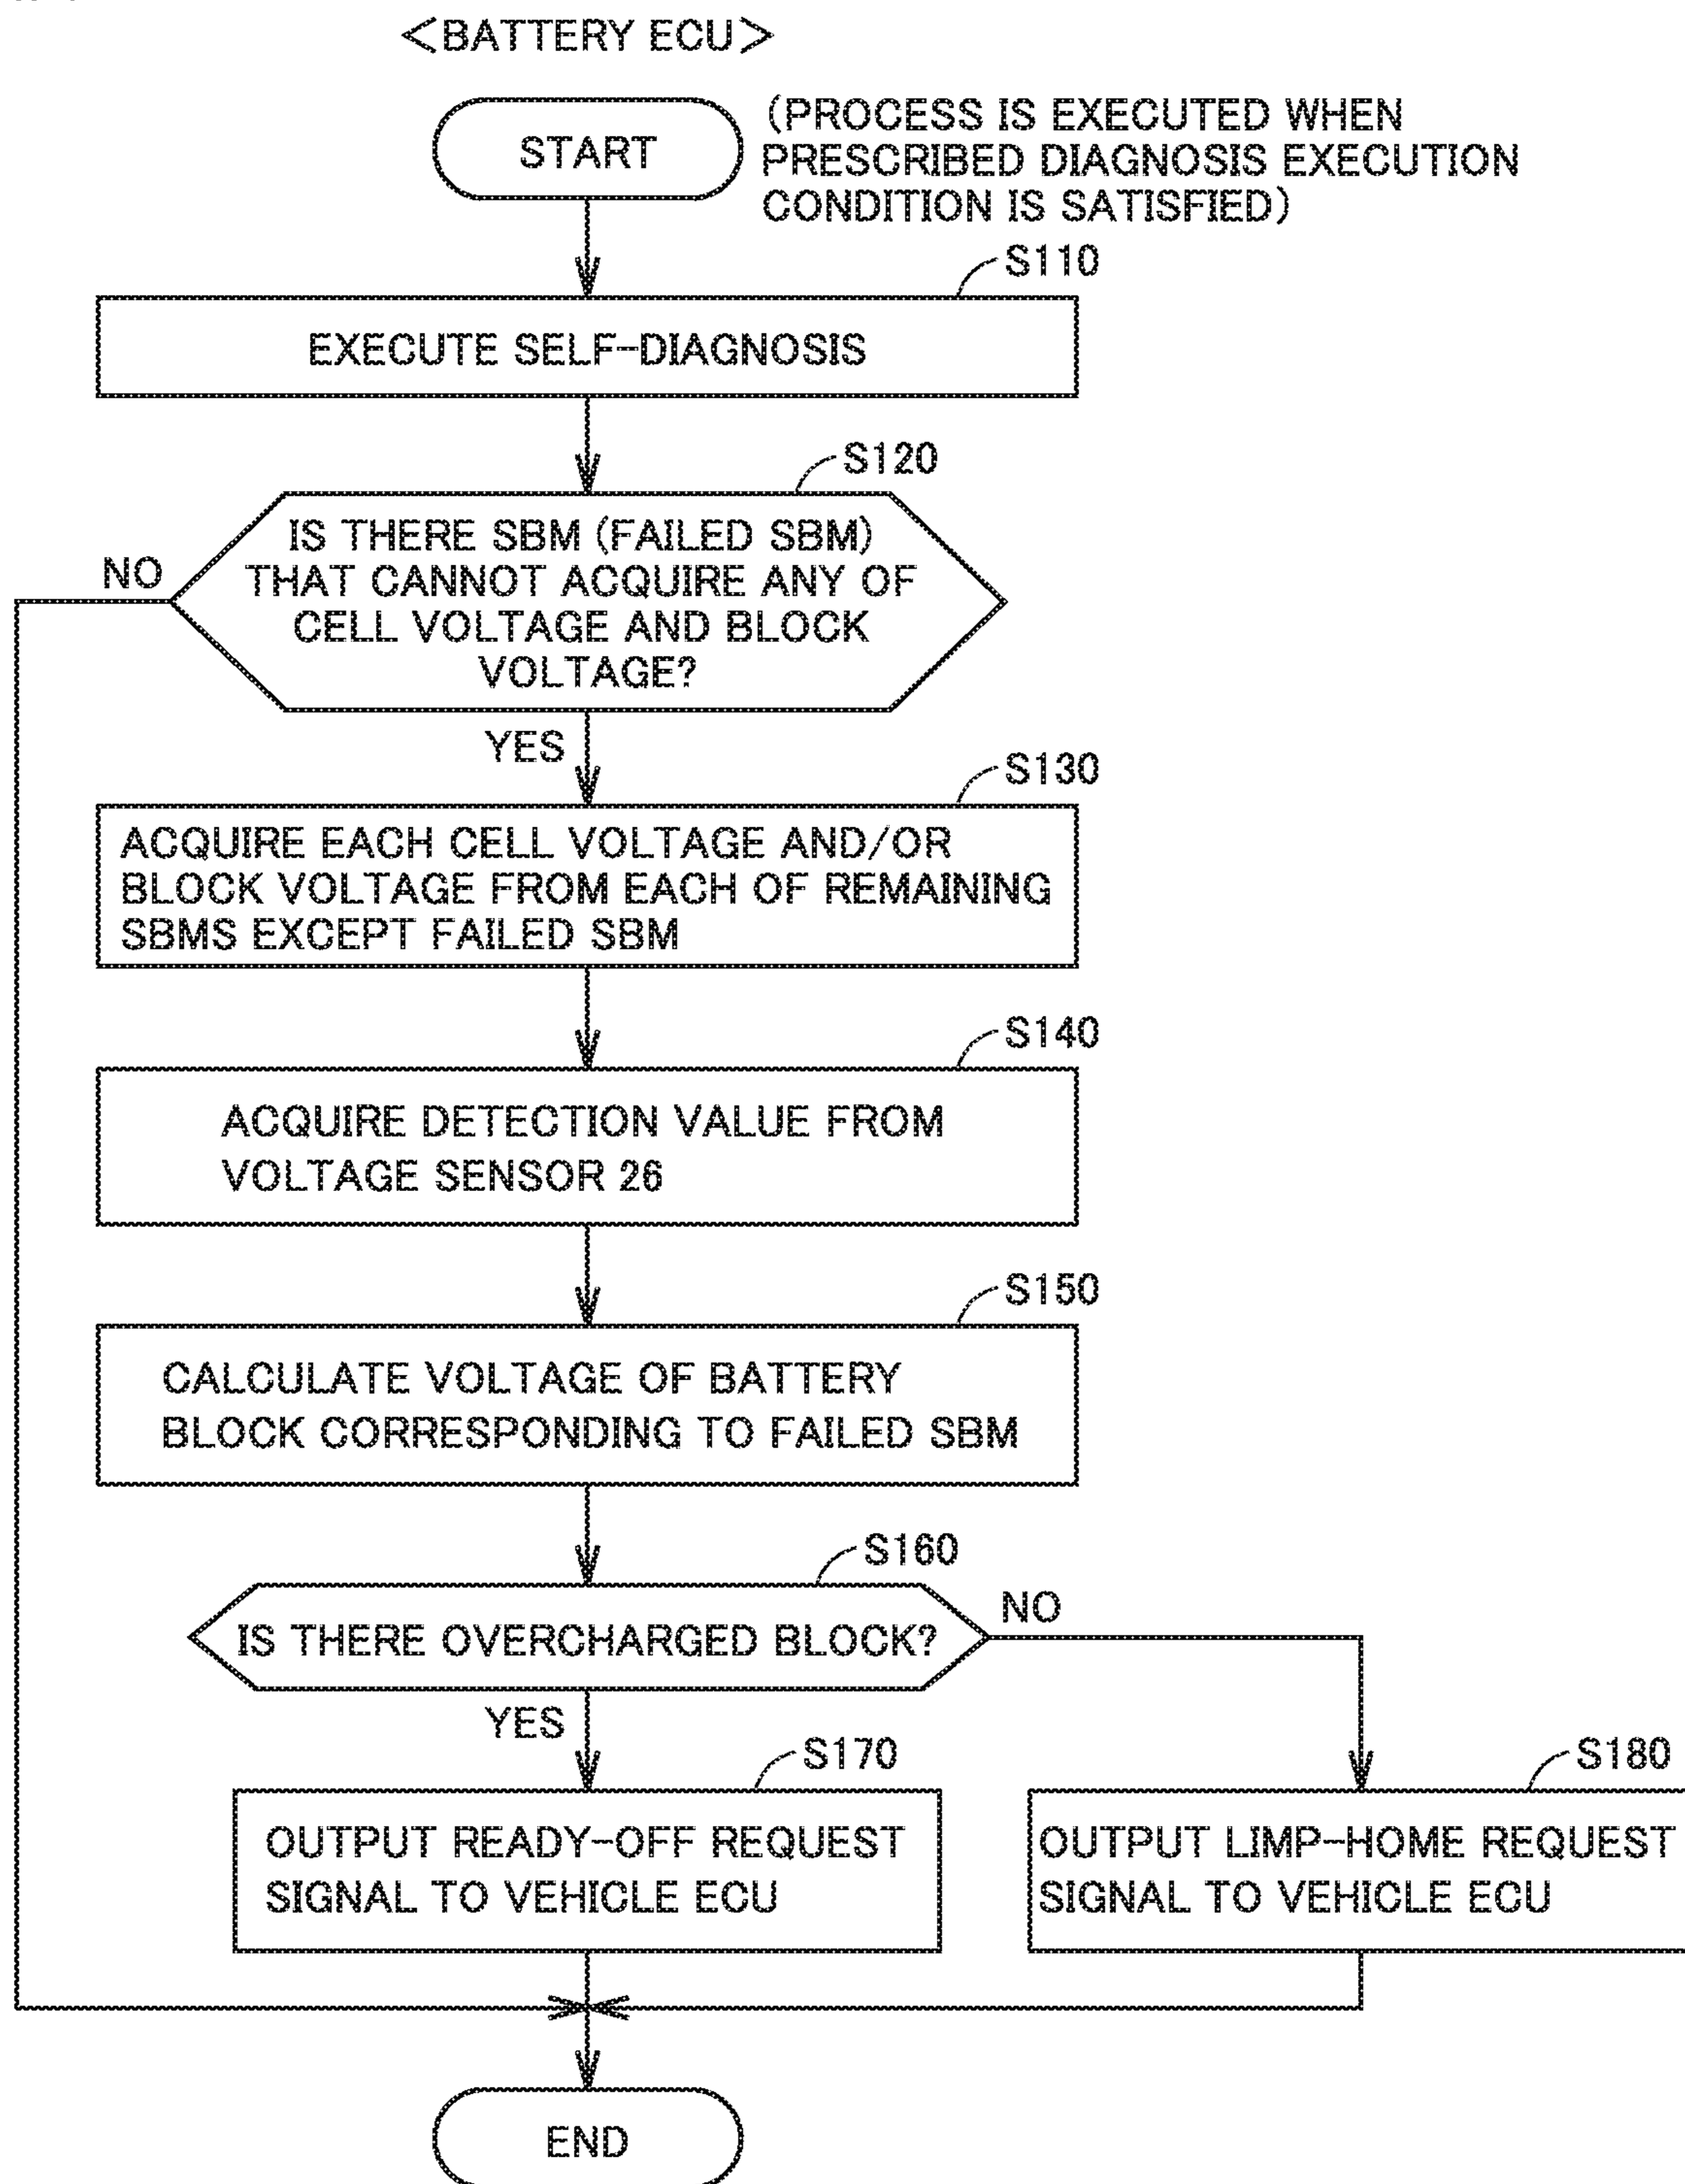 <BATTERY ECU>
START
(PROCESS IS EXECUTED WHEN
PRESCRIBED DIAGNOSIS EXECUTION
CONDITION IS SATISFIED)
S110
EXECUTE SELF-DIAGNOSIS
S120
IS THERE SBM (FAILED SBM)
THAT CANNOT ACQUIRE ANY OF
CELL VOLTAGE AND BLOCK
VOLTAGE?
NO
YES
S130
ACQUIRE EACH CELL VOLTAGE AND/OR
BLOCK VOLTAGE FROM EACH OF REMAINING
SBMS EXCEPT FAILED SBM
S140
ACQUIRE DETECTION VALUE FROM
VOLTAGE SENSOR 26
S150
CALCULATE VOLTAGE OF BATTERY
BLOCK CORRESPONDING TO FAILED SBM
S160
IS THERE OVERCHARGED BLOCK?
NO
YES
S170
OUTPUT READY-OFF REQUEST
SIGNAL TO VEHICLE ECU
S180
OUTPUT LIMP-HOME REQUEST
SIGNAL TO VEHICLE ECU
END